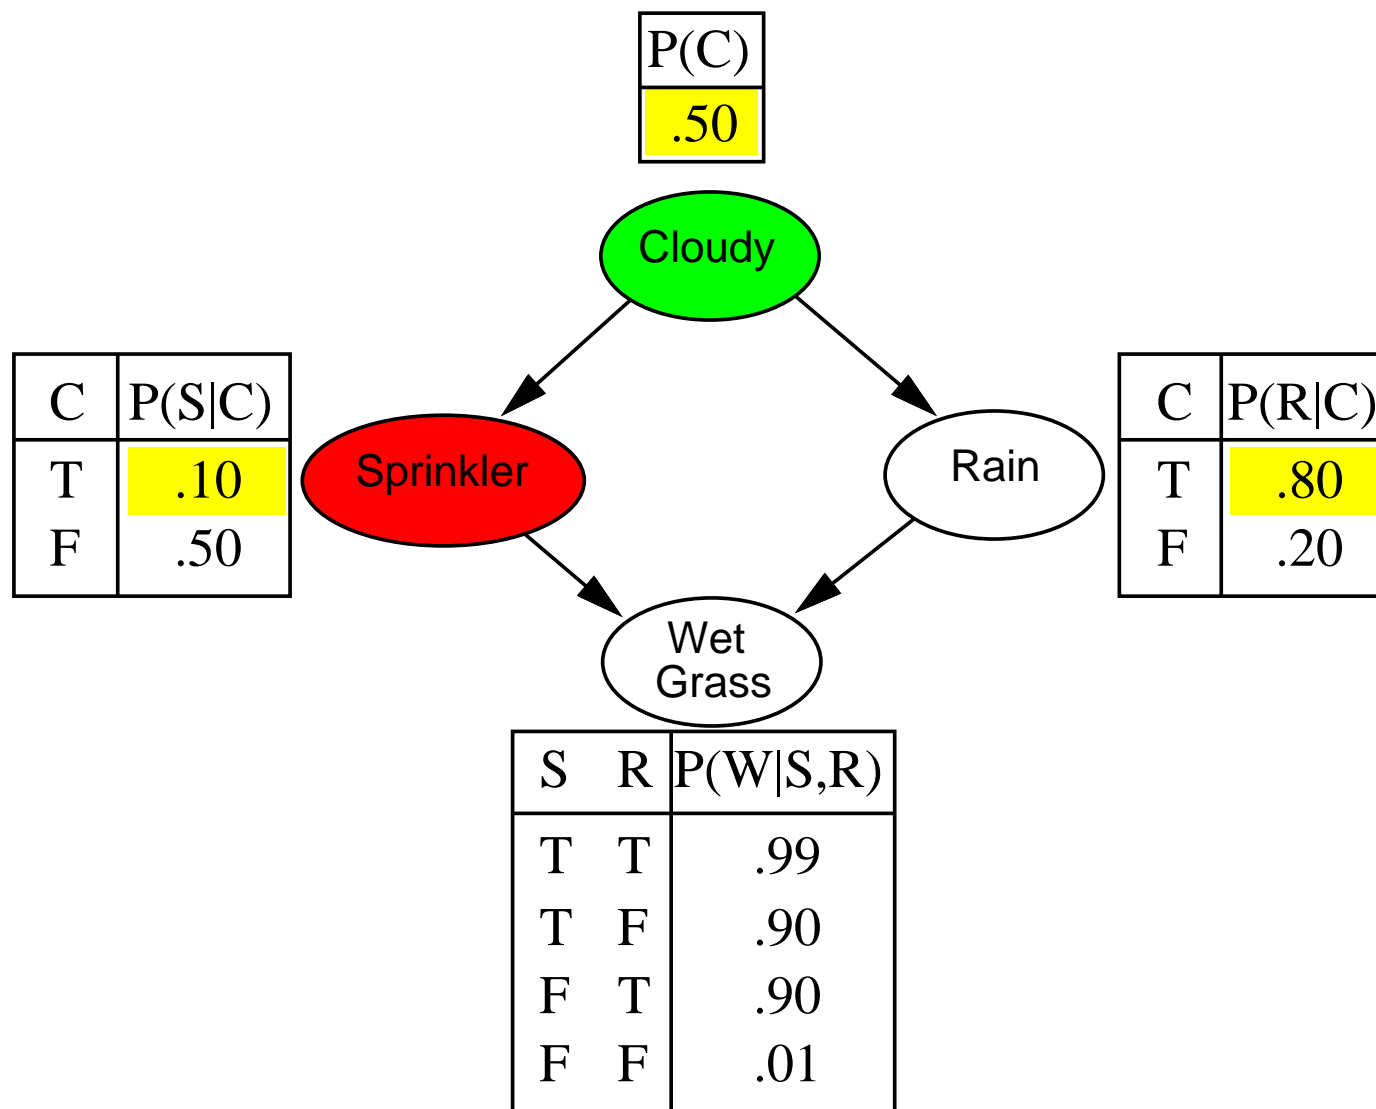 P(C)
.50
Cloudy
C P(S|C)
T .10
F .50
Sprinkler
Rain
C P(R|C)
T .80
F .20
Wet
Grass
S R P(W|S,R)
T T .99
T F .90
F T .90
F F .01